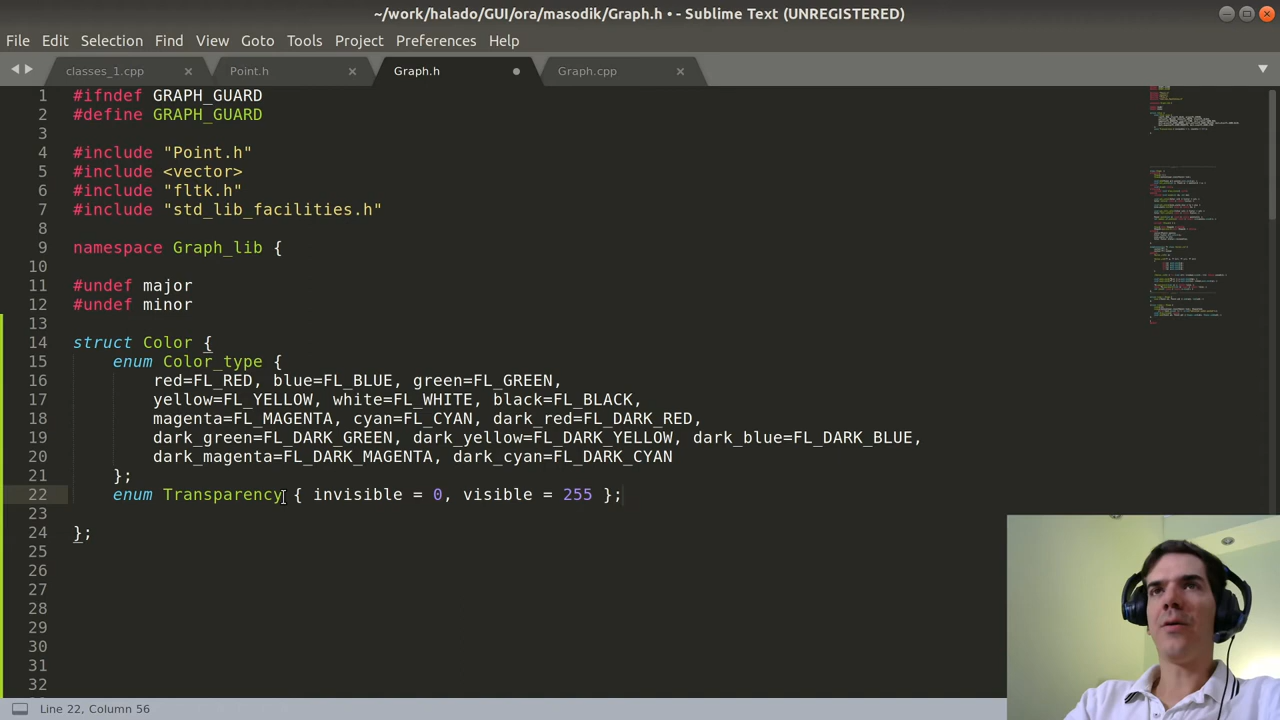 ~/work/halado/GUI/ora/masodik/Graph.h • - Sublime Text (UNREGISTERED)
File Edit Selection Find View Goto Tools Project Preferences Help
classes_1.cpp Point.h Graph.h Graph.cpp
1 #ifndef GRAPH_GUARD
2 #define GRAPH_GUARD
3
4 #include "Point.h"
5 #include <vector>
6 #include "fltk.h"
7 #include "std_lib_facilities.h"
8
9 namespace Graph_lib {
10
11 #undef major
12 #undef minor
13
14 struct Color {
15 enum Color_type {
16 red=FL_RED, blue=FL_BLUE, green=FL_GREEN,
17 yellow=FL_YELLOW, white=FL_WHITE, black=FL_BLACK,
18 magenta=FL_MAGENTA, cyan=FL_CYAN, dark_red=FL_DARK_RED,
19 dark_green=FL_DARK_GREEN, dark_yellow=FL_DARK_YELLOW, dark_blue=FL_DARK_BLUE,
20 dark_magenta=FL_DARK_MAGENTA, dark_cyan=FL_DARK_CYAN
21 };
22 enum Transparency { invisible = 0, visible = 255 };
23
24 };
25
26
27
28
29
30
31
32
Line 22, Column 56